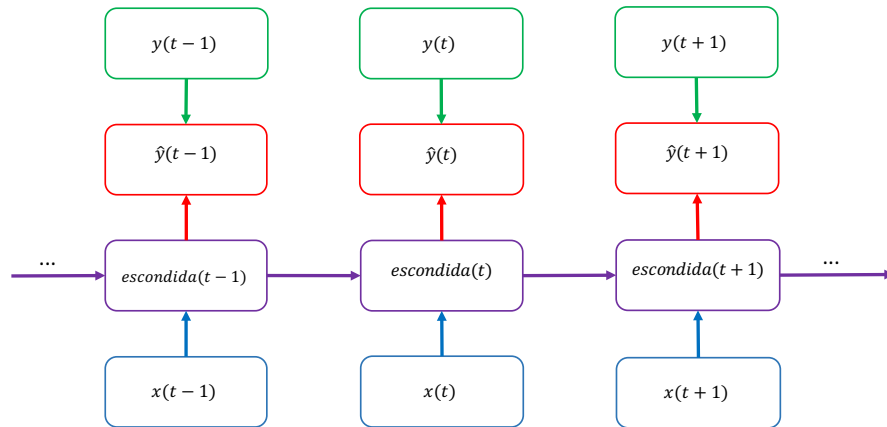 y(t − 1) y(t) y(t + 1)
ŷ(t − 1) ŷ(t) ŷ(t + 1)
... escondida(t − 1) escondida(t) escondida(t + 1) ...
x(t − 1) x(t) x(t + 1)